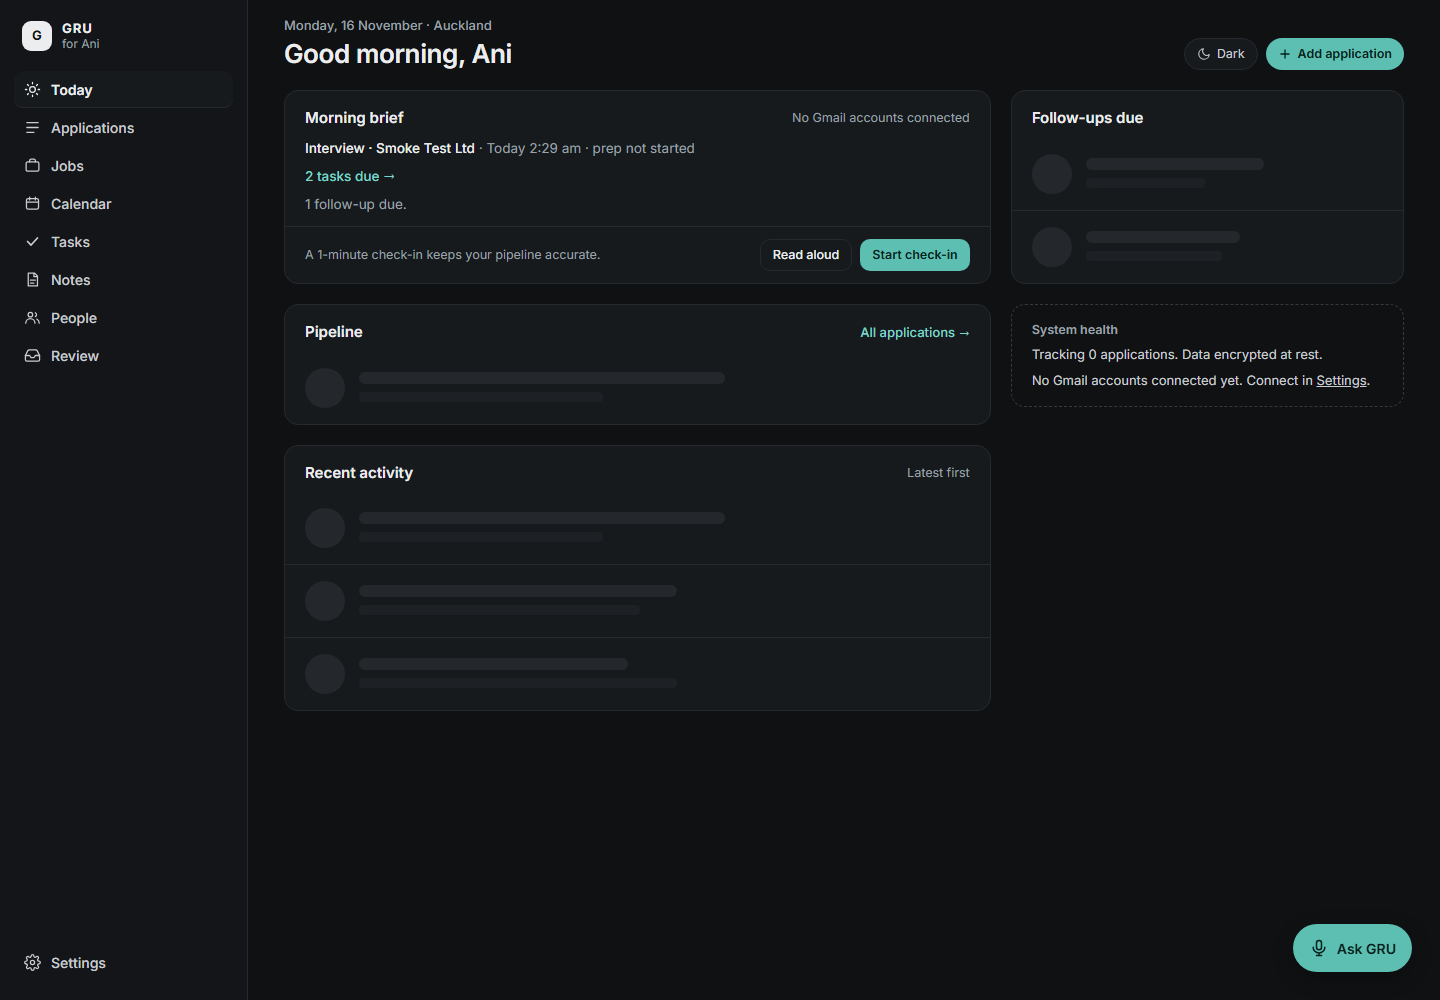 G
GRU
for Ani
Today
Applications
Jobs
Calendar
Tasks
Notes
People
Review
Settings
Monday, 16 November · Auckland
Good morning, Ani
Dark
+ Add application
Morning brief
No Gmail accounts connected
Interview · Smoke Test Ltd · Today 2:29 am · prep not started
2 tasks due →
1 follow-up due.
A 1-minute check-in keeps your pipeline accurate.
Read aloud
Start check-in
Follow-ups due
Pipeline
All applications →
System health
Tracking 0 applications. Data encrypted at rest.
No Gmail accounts connected yet. Connect in Settings.
Recent activity
Latest first
Ask GRU